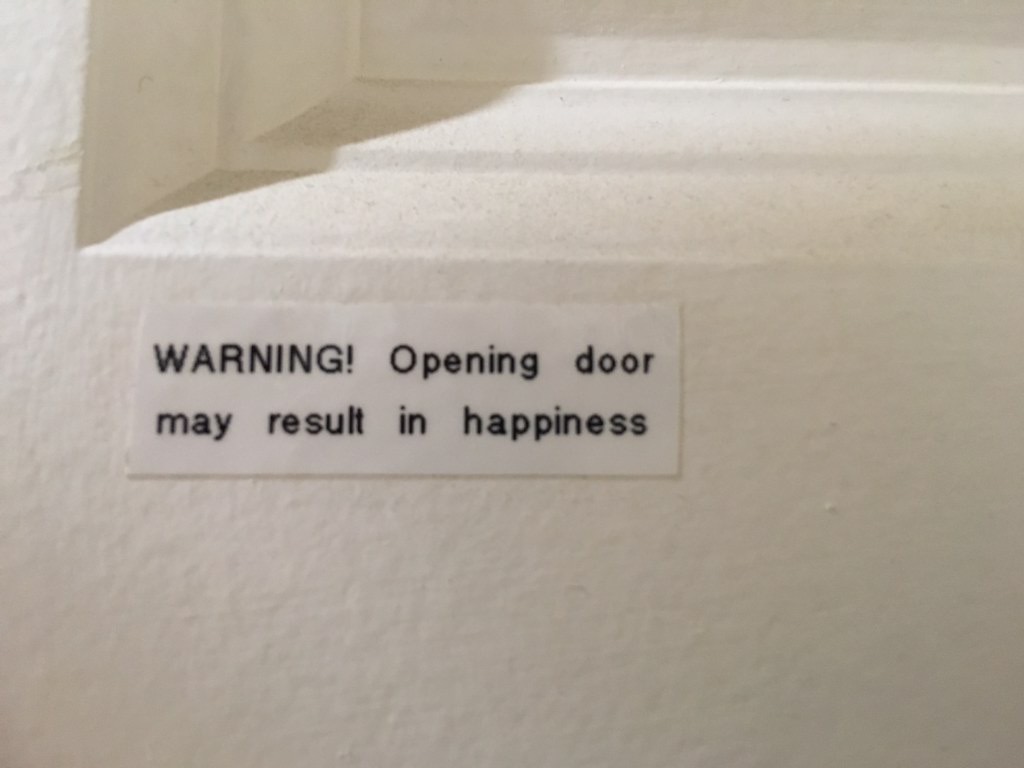 WARNING! Opening door
may result in happiness